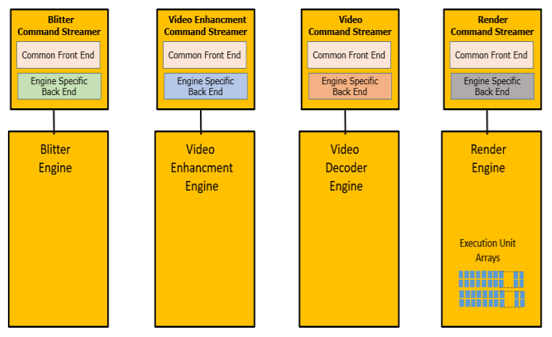 Blitter
Command Streamer
Common Front End
Engine Specific
Back End
Blitter
Engine
Video Enhancment
Command Streamer
Common Front End
Engine Specific
Back End
Video
Enhancment
Engine
Video
Command Streamer
Common Front End
Engine Specific
Back End
Video
Decoder
Engine
Render
Command Streamer
Common Front End
Engine Specific
Back End
Render
Engine
Execution Unit
Arrays